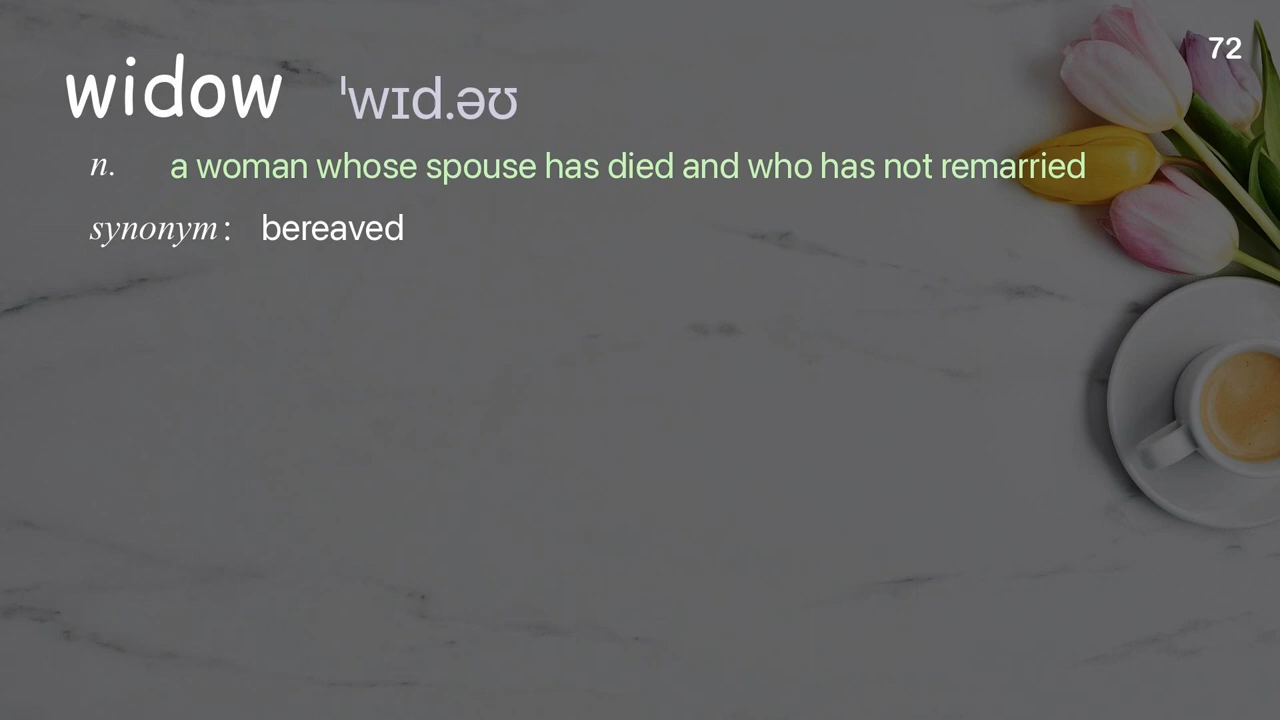 72
widow ˈwɪd.əʊ
n. a woman whose spouse has died and who has not remarried
synonym: bereaved